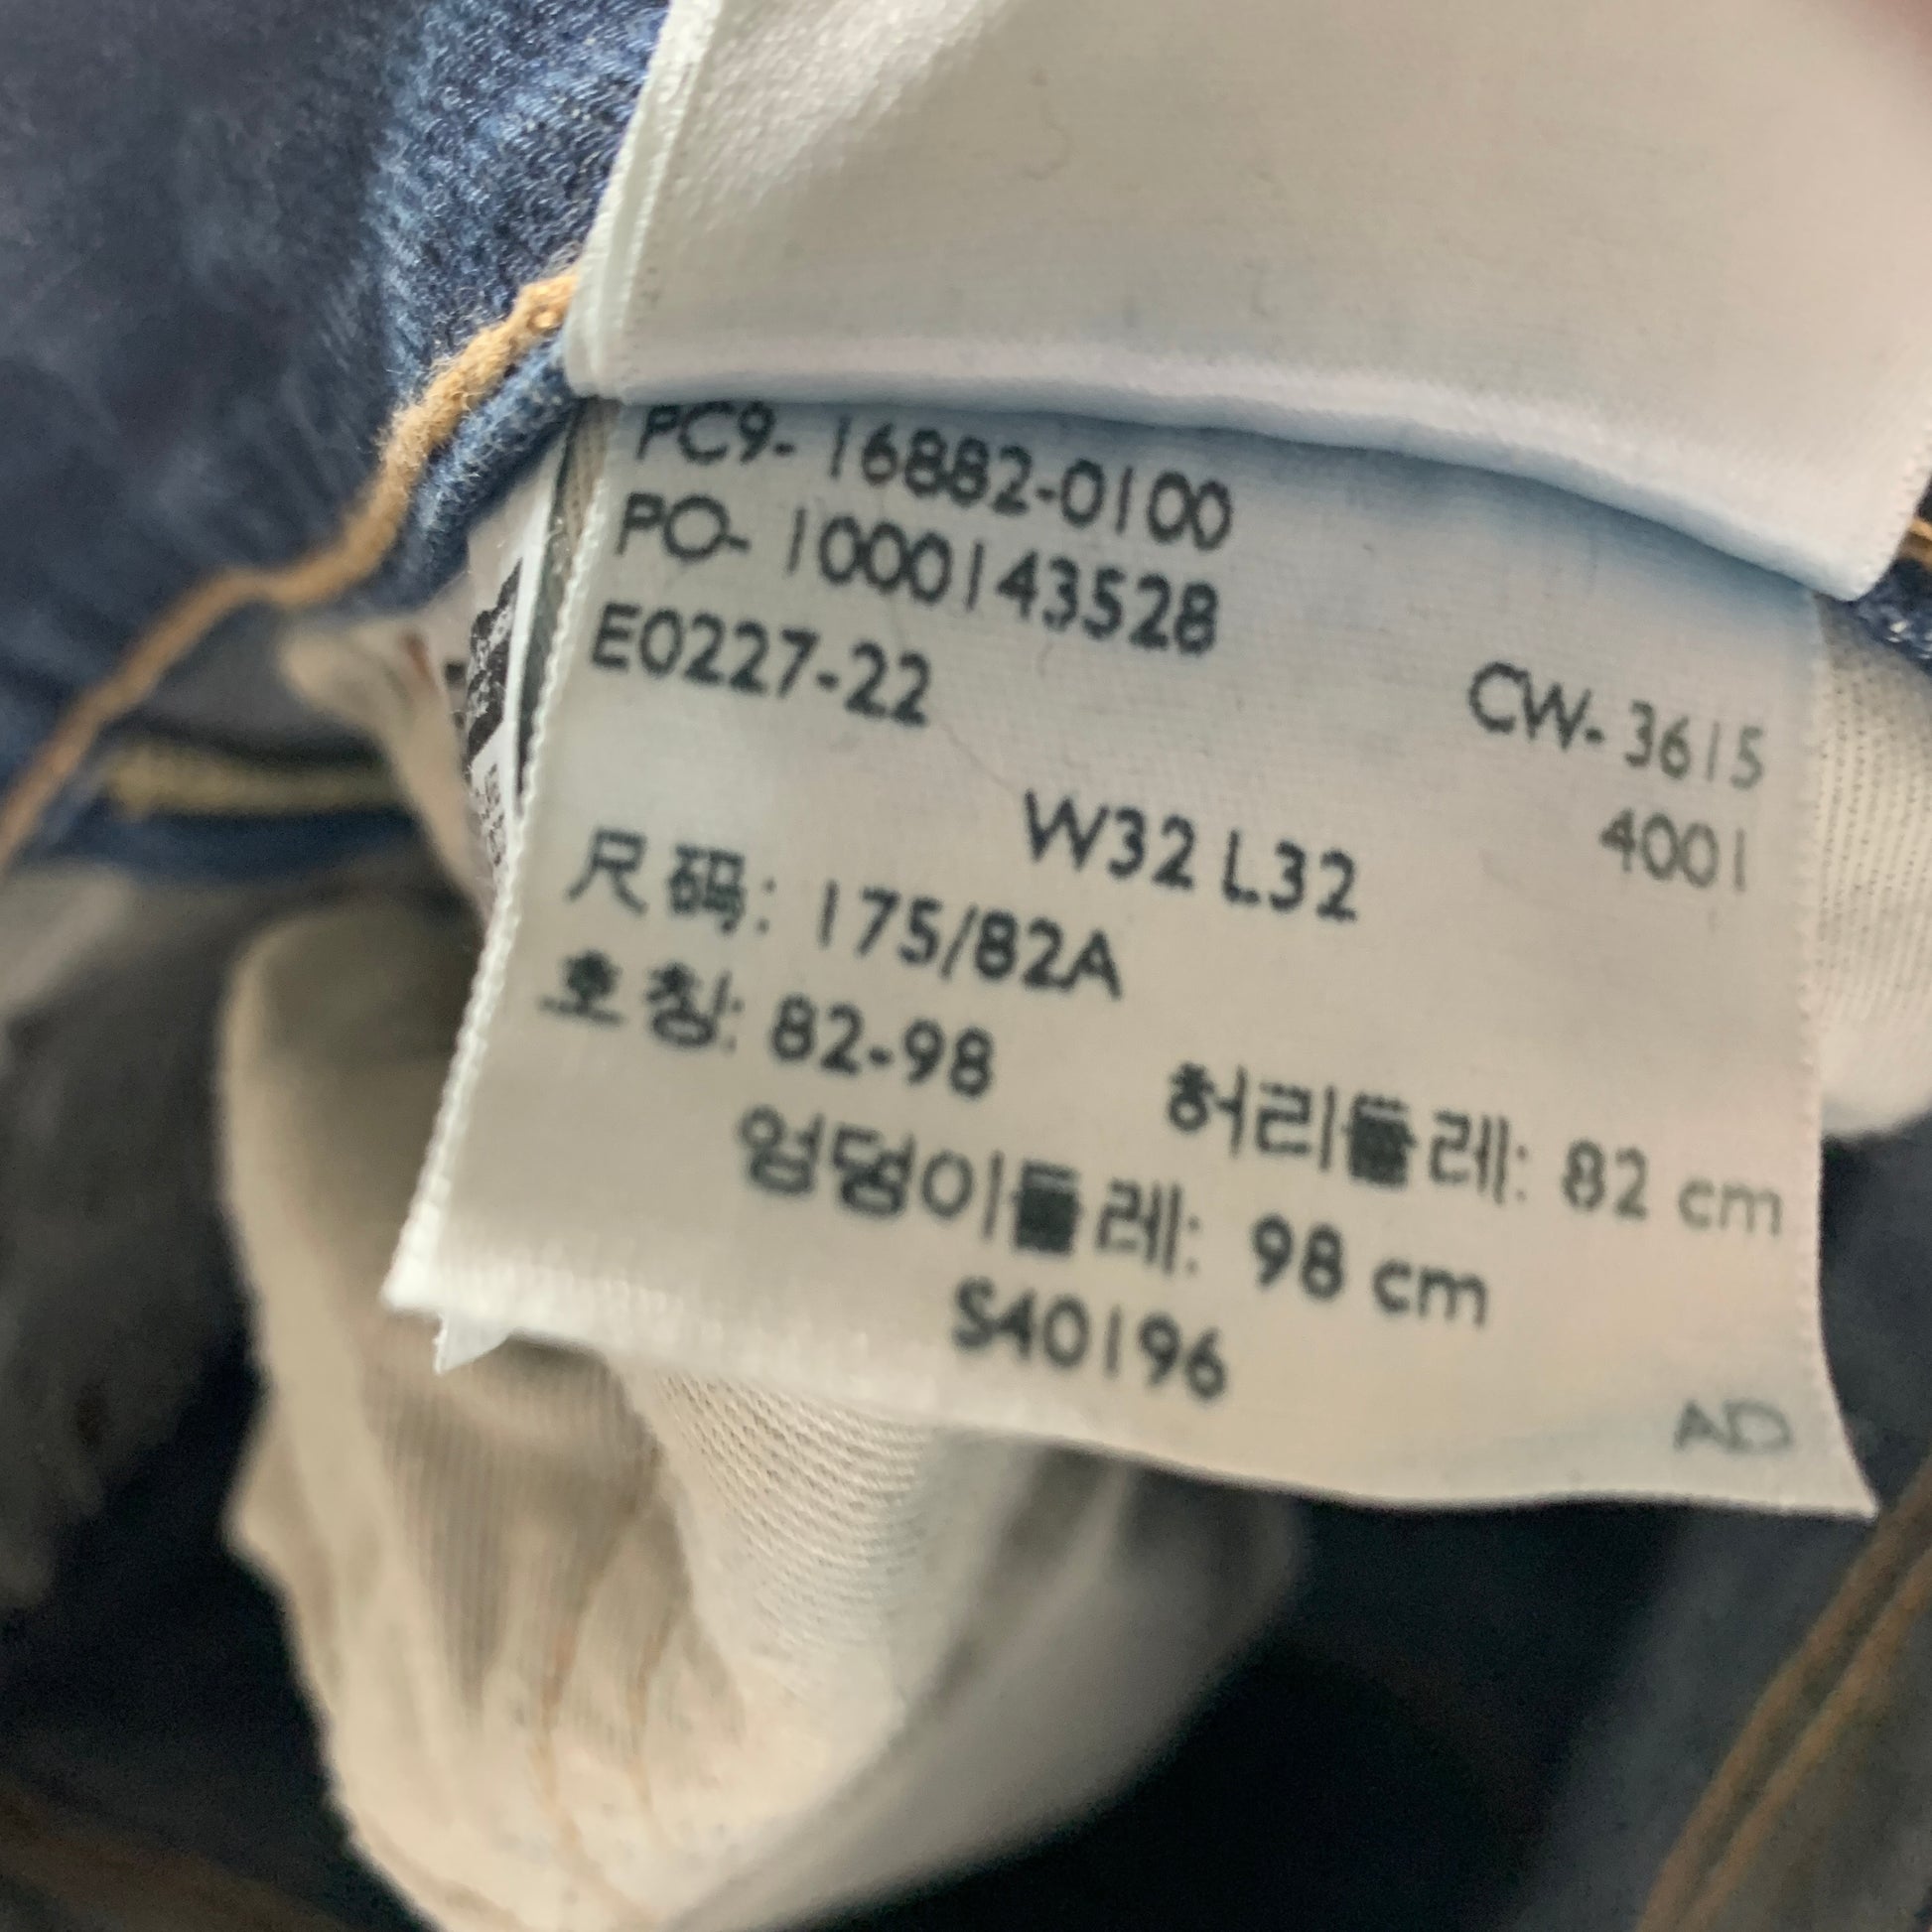 PC9- 16882-0100
PO- 1000143528
E0227-22
CW- 3615
4001
W32 L32
尺码: 175/82A
호칭: 82-98
허리둘레: 82 cm
엉덩이둘레: 98 cm
S40196
AD